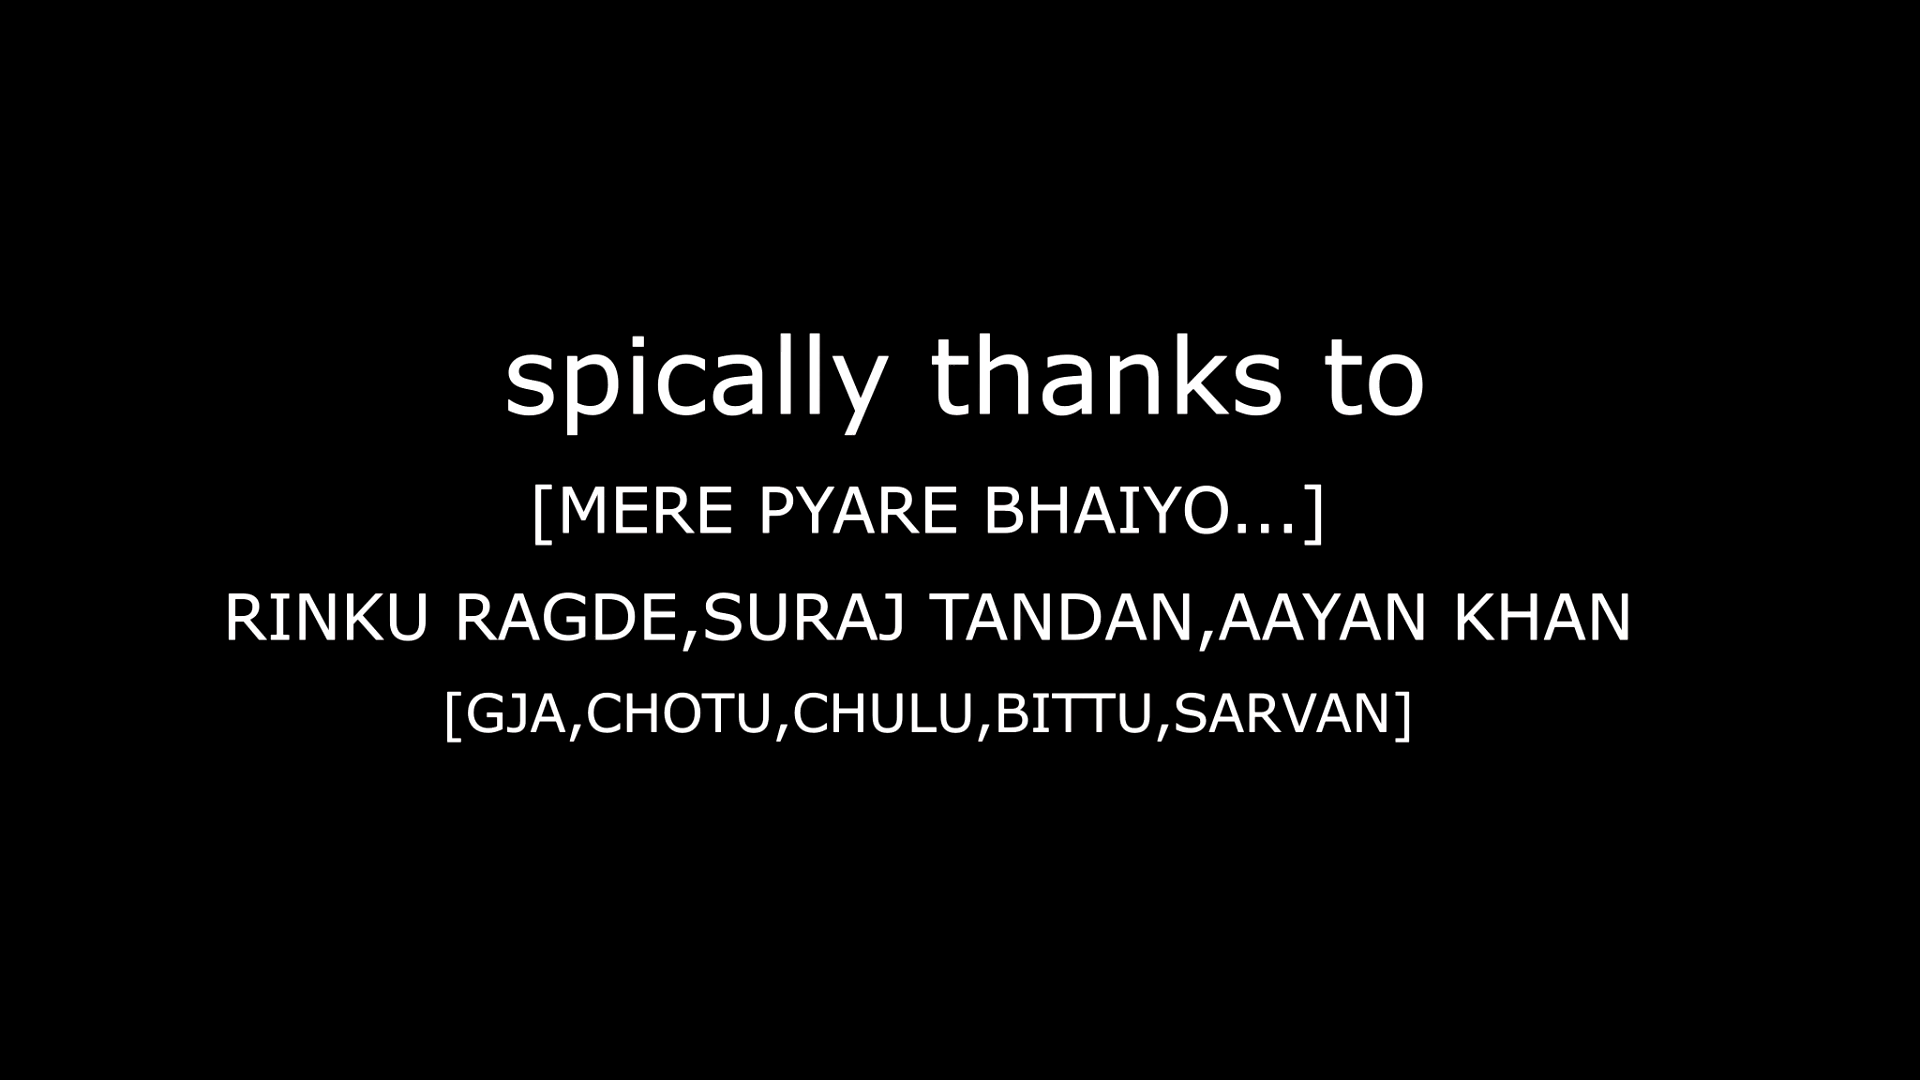 spically thanks to
[MERE PYARE BHAIYO...]
RINKU RAGDE,SURAJ TANDAN,AAYAN KHAN
[GJA,CHOTU,CHULU,BITTU,SARVAN]